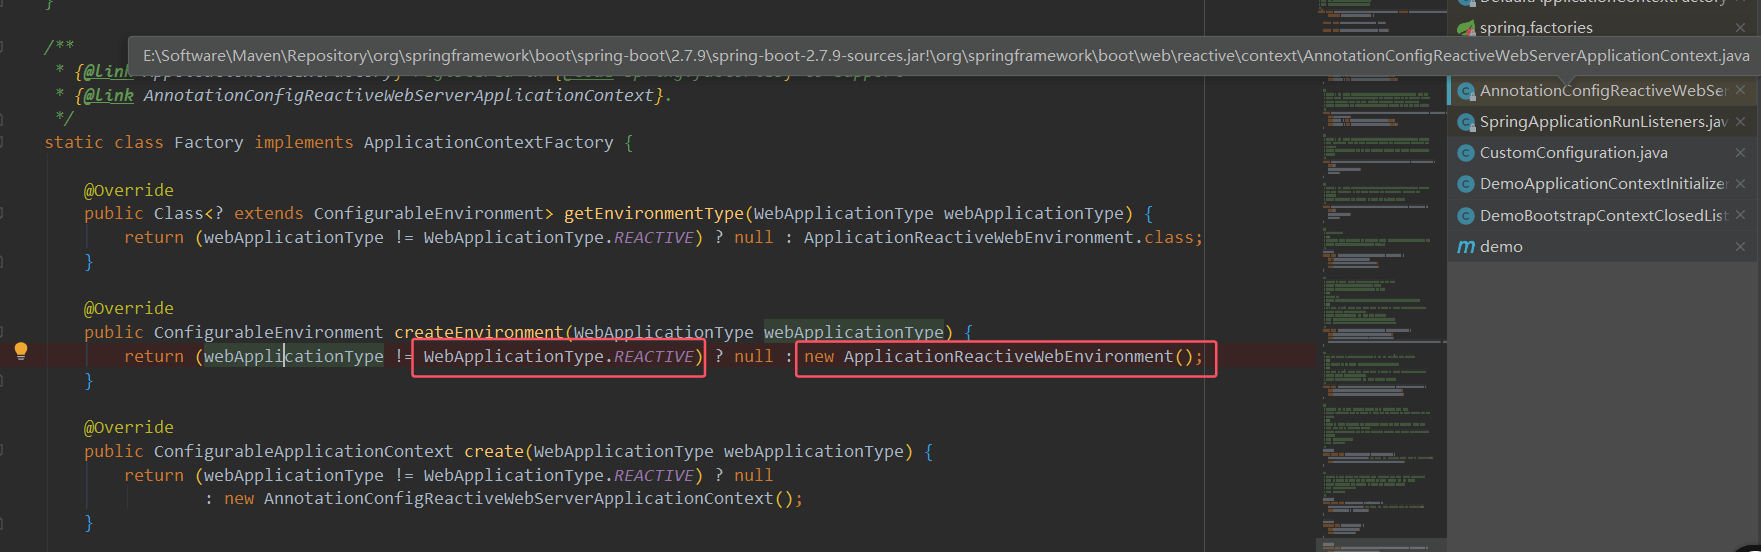 }
/**
E:\Software\Maven\Repository\org\springframework\boot\spring-boot\2.7.9\spring-boot-2.7.9-sources.jar!\org\springframework\boot\web\reactive\context\AnnotationConfigReactiveWebServerApplicationContext.java
* {@link
* {@link AnnotationConfigReactiveWebServerApplicationContext}.
*/
static class Factory implements ApplicationContextFactory {
@Override
public Class<? extends ConfigurableEnvironment> getEnvironmentType(WebApplicationType webApplicationType) {
return (webApplicationType != WebApplicationType.REACTIVE) ? null : ApplicationReactiveWebEnvironment.class;
}
@Override
public ConfigurableEnvironment createEnvironment(WebApplicationType webApplicationType) {
return (webApplicationType != WebApplicationType.REACTIVE) ? null : new ApplicationReactiveWebEnvironment();
}
@Override
public ConfigurableApplicationContext create(WebApplicationType webApplicationType) {
return (webApplicationType != WebApplicationType.REACTIVE) ? null
: new AnnotationConfigReactiveWebServerApplicationContext();
}
spring.factories
AnnotationConfigReactiveWebSer
SpringApplicationRunListeners.jav
CustomConfiguration.java
DemoApplicationContextInitializer
DemoBootstrapContextClosedList
demo